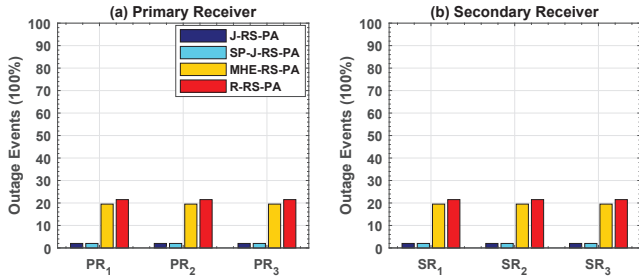 (a) Primary Receiver
Outage Events (100%)
100
90
80
70
60
50
40
30
20
10
0
J-RS-PA
SP-J-RS-PA
MHE-RS-PA
R-RS-PA
PR1 PR2 PR3
(b) Secondary Receiver
Outage Events (100%)
100
90
80
70
60
50
40
30
20
10
0
SR1 SR2 SR3